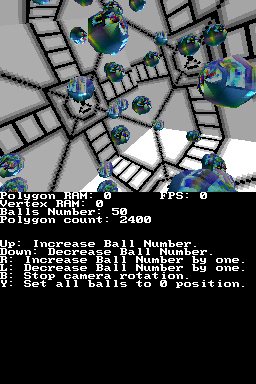 Polygon RAM: 0 FPS: 0
Vertex RAM: 0
Balls Number: 50
Polygon count: 2400
Up: Increase Ball Number.
Down: Decrease Ball Number.
R: Increase Ball Number by one.
L: Decrease Ball Number by one.
B: Stop camera rotation.
Y: Set all balls to 0 position.